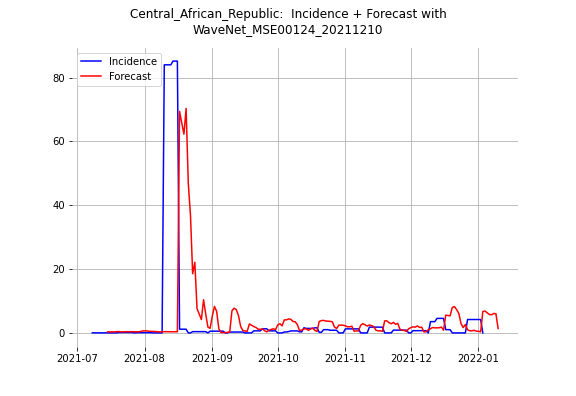 Central_African_Republic:  Incidence + Forecast with
WaveNet_MSE00124_20211210
Incidence
Forecast
80
60
40
20
0
2021-07 2021-08 2021-09 2021-10 2021-11 2021-12 2022-01